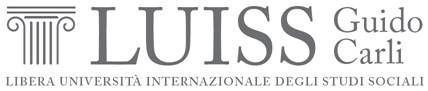 LUISS Guido
Carli
LIBERA UNIVERSITÀ INTERNAZIONALE DEGLI STUDI SOCIALI